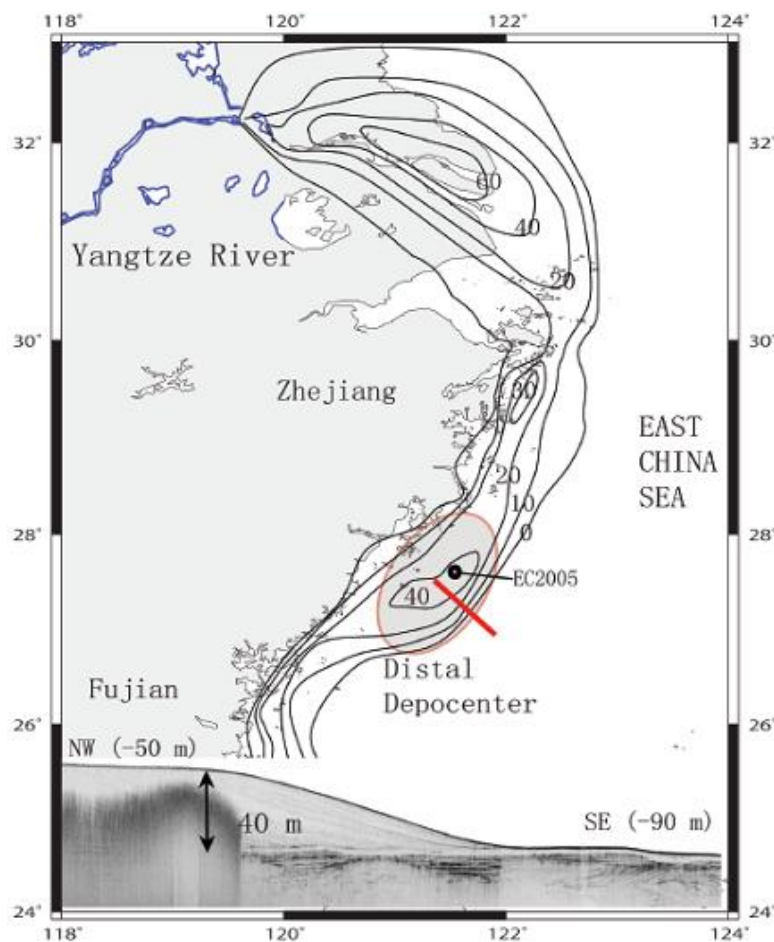 118° 120° 122° 124°
32° 32°
60
40
20
Yangtze River
30° 30°
30
Zhejiang
EAST
CHINA
SEA
20
10
0
28° 28°
EC2005
40
Distal
Depocenter
Fujian
26° 26°
NW (-50 m)
40 m
SE (-90 m)
24° 24°
118° 120° 122° 124°